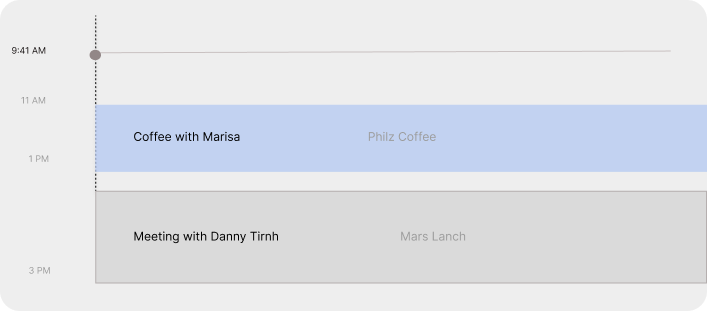 9:41 AM
11 AM
Coffee with Marisa Philz Coffee
1 PM
Meeting with Danny Tirnh Mars Lanch
3 PM